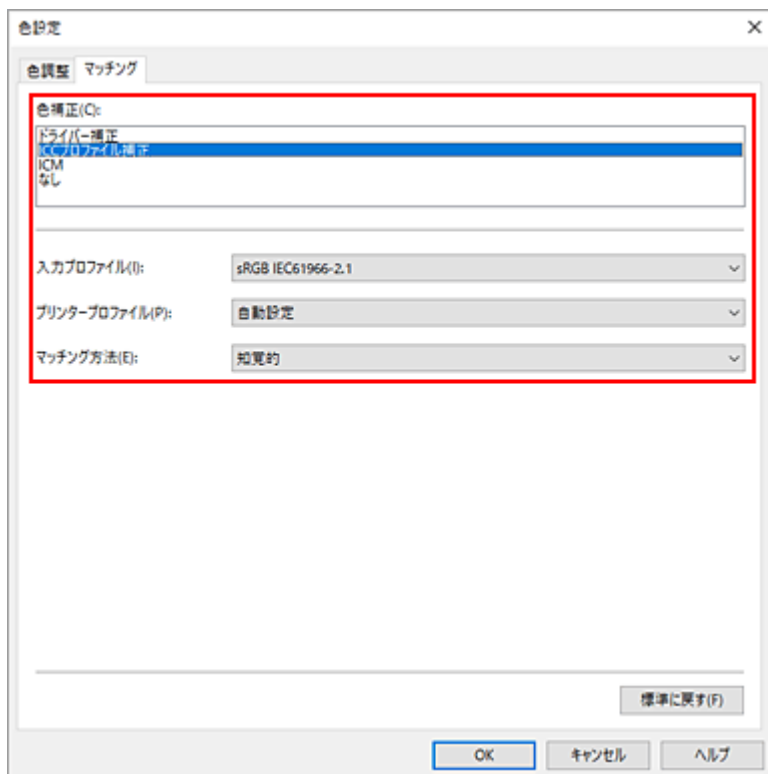 色設定
色調整 マッチング
色補正(C):
ドライバー補正
ICCプロファイル補正
ICM
なし
入力プロファイル(I): sRGB IEC61966-2.1
プリンタープロファイル(P): 自動設定
マッチング方法(E): 知覚的
標準に戻す(F)
OK キャンセル ヘルプ